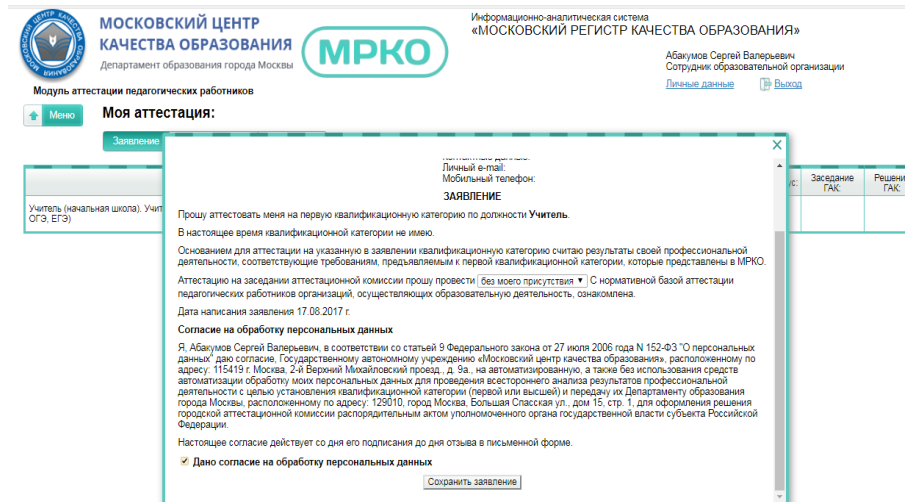 МОСКОВСКИЙ ЦЕНТР
КАЧЕСТВА ОБРАЗОВАНИЯ
Департамент образования города Москвы
МРКО
Информационно-аналитическая система
«МОСКОВСКИЙ РЕГИСТР КАЧЕСТВА ОБРАЗОВАНИЯ»
Абакумов Сергей Валерьевич
Сотрудник образовательной организации
Личные данные Выход
Модуль аттестации педагогических работников
Меню
Моя аттестация:
Заявление
X
Заседание
ГАК:
Решени
ГАК:
Учитель (начальная школа). Учит
ОГЭ, ЕГЭ)
Личный e-mail:
Мобильный телефон:
ЗАЯВЛЕНИЕ
Прошу аттестовать меня на первую квалификационную категорию по должности Учитель.
В настоящее время квалификационной категории не имею.
Основанием для аттестации на указанную в заявлении квалификационную категорию считаю результаты своей профессиональной
деятельности, соответствующие требованиям, предъявляемым к первой квалификационной категории, которые представлены в МРКО.
Аттестацию на заседании аттестационной комиссии прошу провести без моего присутствия ▼ С нормативной базой аттестации
педагогических работников организаций, осуществляющих образовательную деятельность, ознакомлена.
Дата написания заявления 17.08.2017 г.
Согласие на обработку персональных данных
Я, Абакумов Сергей Валерьевич, в соответствии со статьей 9 Федерального закона от 27 июля 2006 года N 152-ФЗ "О персональных
данных" даю согласие, Государственному автономному учреждению «Московский центр качества образования», расположенному по
адресу: 115419 г. Москва, 2-й Верхний Михайловский проезд., д. 9а., на автоматизированную, а также без использования средств
автоматизации обработку моих персональных данных для проведения всестороннего анализа результатов профессиональной
деятельности с целью установления квалификационной категории (первой или высшей) и передачу их Департаменту образования
города Москвы, расположенному по адресу: 129010, город Москва, Большая Спасская ул., дом 15, стр. 1, для оформления решения
городской аттестационной комиссии распорядительным актом уполномоченного органа государственной власти субъекта Российской
Федерации.
Настоящее согласие действует со дня его подписания до дня отзыва в письменной форме.
Дано согласие на обработку персональных данных
Сохранить заявление